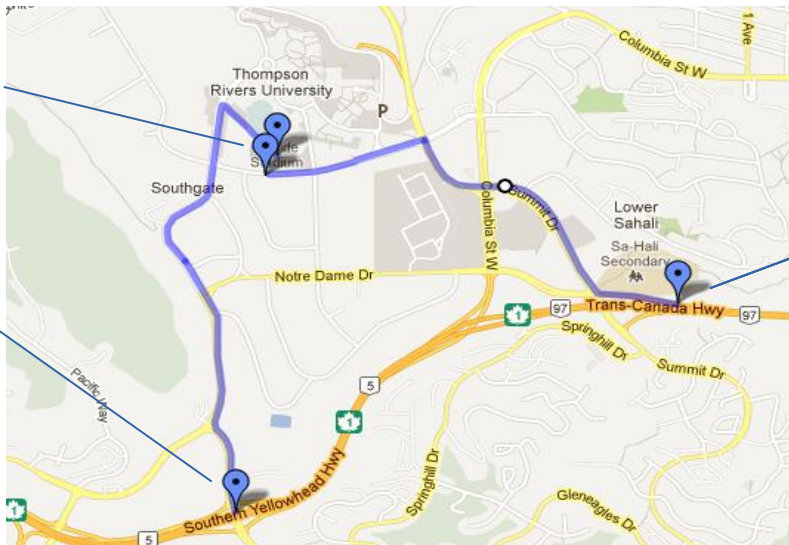 Columbia St W
1 Ave
Thompson
Rivers University
P
Stadium
Southgate
Columbia St W
Summit Dr
Lower
Sahali
Sa-Hali
Secondary
Notre Dame Dr
Trans-Canada Hwy
97
97
1
Springhill Dr
Summit Dr
5
1
Pacific Way
Springhill Dr
Southern Yellowhead Hwy
Gleneagles Dr
1
5